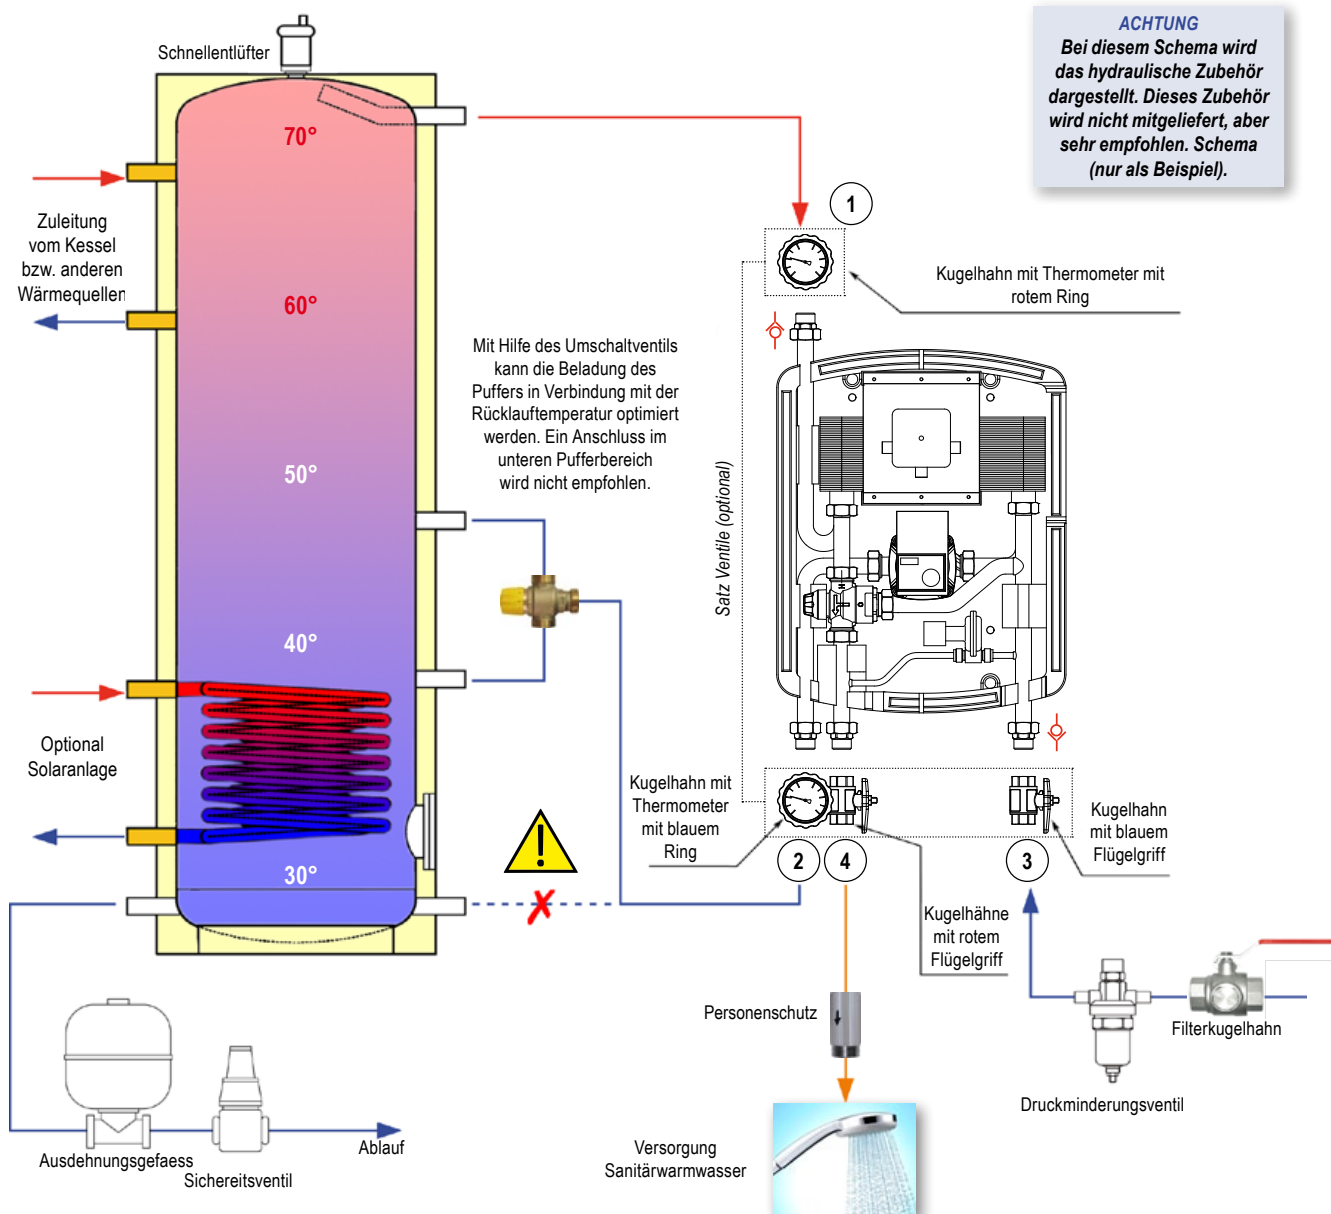 Schnellentlüfter
ACHTUNG
Bei diesem Schema wird
das hydraulische Zubehör
dargestellt. Dieses Zubehör
wird nicht mitgeliefert, aber
sehr empfohlen. Schema
(nur als Beispiel).
70°
1
Zuleitung
vom Kessel
bzw. anderen
Wärmequellen
60°
Kugelhahn mit Thermometer mit
rotem Ring
Mit Hilfe des Umschaltventils
kann die Beladung des
Puffers in Verbindung mit der
Rücklauftemperatur optimiert
werden. Ein Anschluss im
unteren Pufferbereich
wird nicht empfohlen.
50°
Satz Ventile (optional)
40°
Optional
Solaranlage
Kugelhahn mit
Thermometer
mit blauem
Ring
Kugelhahn
mit blauem
Flügelgriff
30°
2
4
3
Kugelhähne
mit rotem
Flügelgriff
Personenschutz
Filterkugelhahn
Druckminderungsventil
Ablauf
Ausdehnungsgefaess
Sichereitsventil
Versorgung
Sanitärwarmwasser